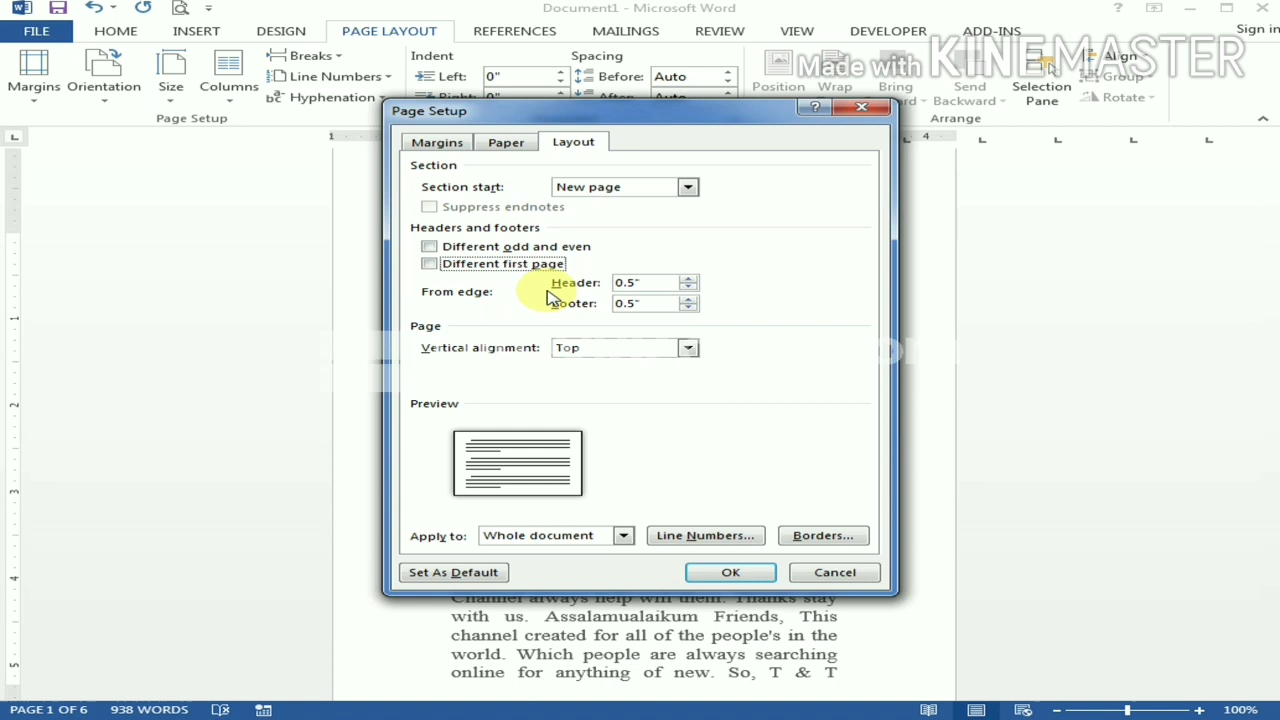 Document1 - Microsoft Word
Sign in
FILE HOME INSERT DESIGN PAGE LAYOUT REFERENCES MAILINGS REVIEW VIEW DEVELOPER ADD-INS
Made with KINEMASTER
Margins Orientation Size Columns
Breaks
Line Numbers
Hyphenation
Page Setup
Indent
Left: 0"
Right: 0"
Spacing
Before: Auto
After: Auto
Position Wrap Bring Send Backward Selection Pane
Align
Group
Rotate
Arrange
Page Setup
Margins Paper Layout
Section
Section start: New page
Suppress endnotes
Headers and footers
Different odd and even
Different first page
From edge:
Header: 0.5"
Footer: 0.5"
Page
Vertical alignment: Top
Preview
Apply to: Whole document Line Numbers... Borders...
Set As Default OK Cancel
Channel always help will them. Thanks stay
with us. Assalamualaikum Friends, This
channel created for all of the people's in the
world. Which people are always searching
online for anything of new. So, T & T
PAGE 1 OF 6 938 WORDS 100%